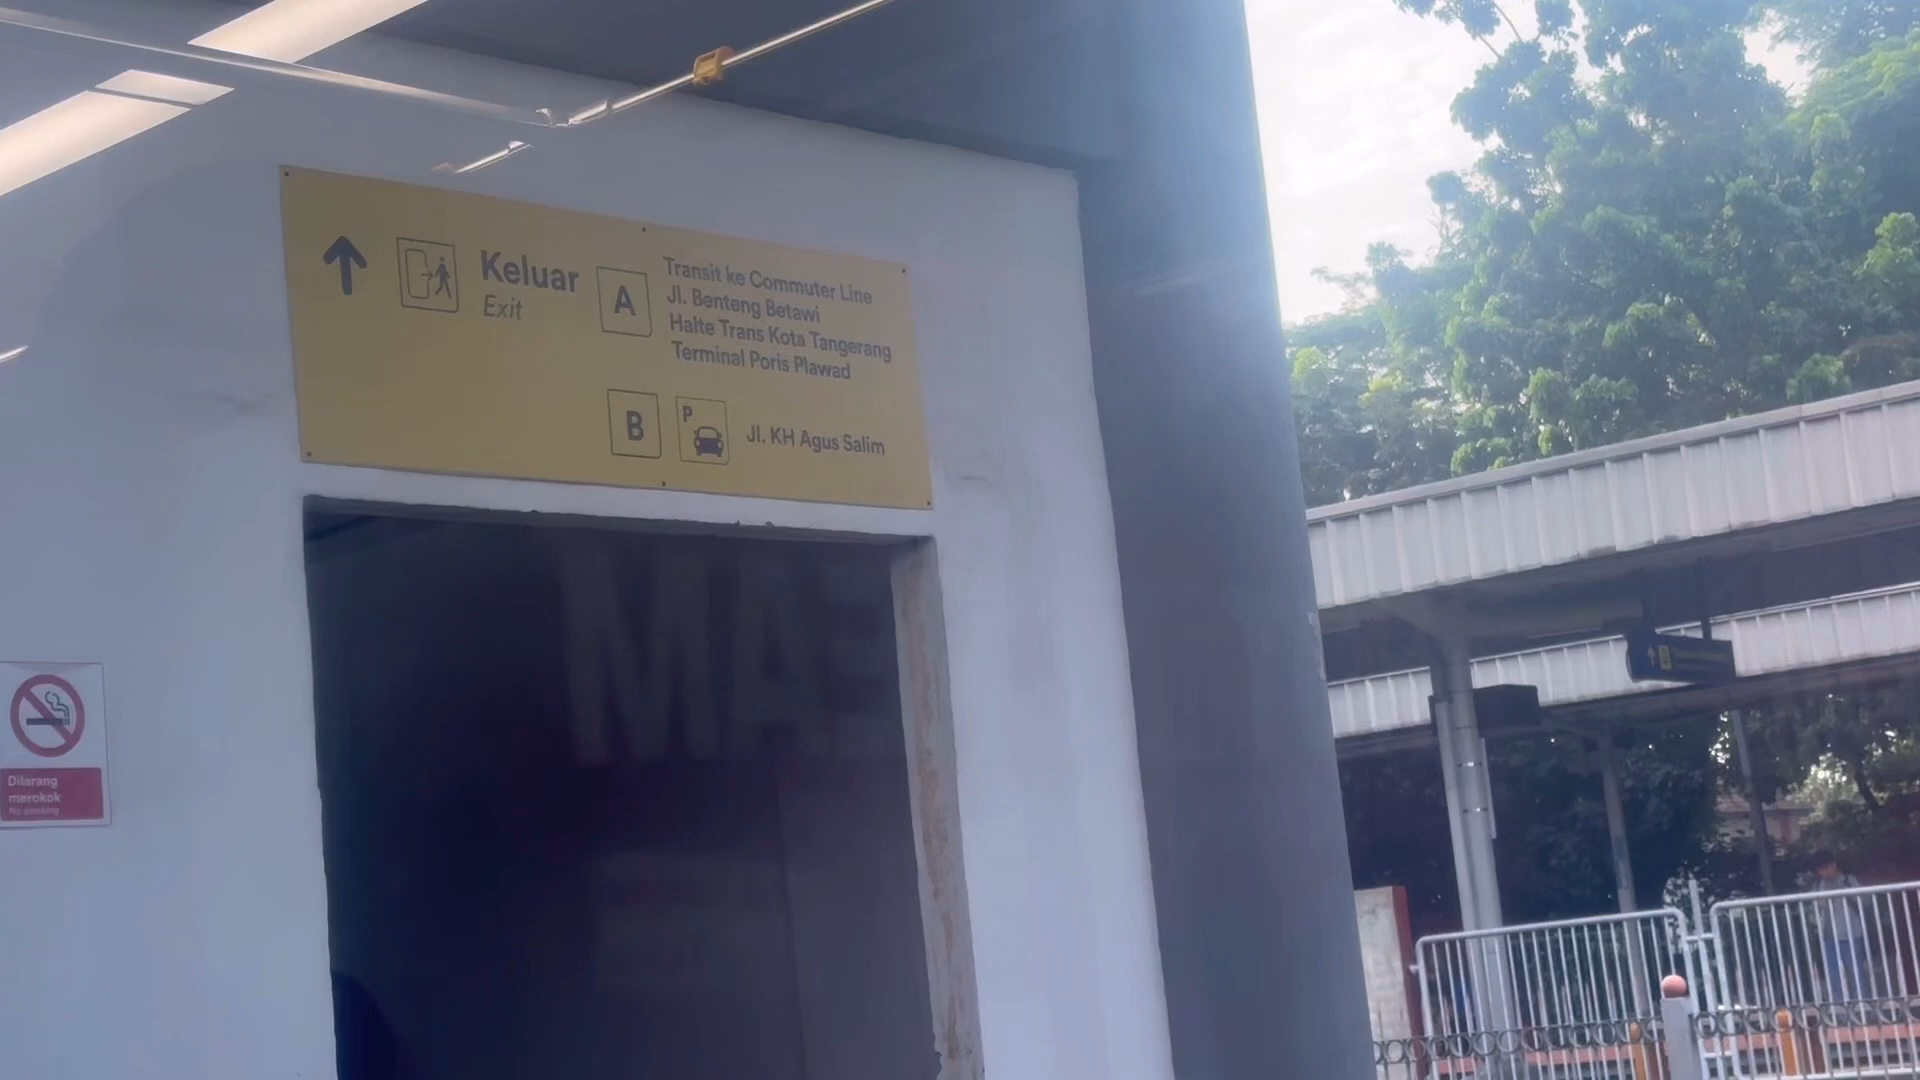 Keluar
Exit
A
Transit ke Commuter Line
Jl. Benteng Betawi
Halte Trans Kota Tangerang
Terminal Poris Plawad
B
P
Jl. KH Agus Salim
Dilarang
merokok
No smoking